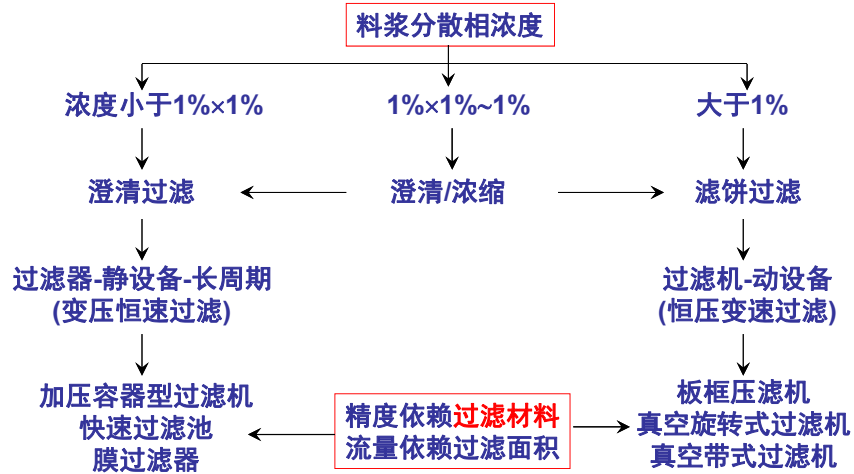 料浆分散相浓度
浓度小于1%×1%
1%×1%~1%
大于1%
澄清过滤
澄清/浓缩
滤饼过滤
过滤器-静设备-长周期
(变压恒速过滤)
过滤机-动设备
(恒压变速过滤)
加压容器型过滤机
快速过滤池
膜过滤器
精度依赖过滤材料
流量依赖过滤面积
板框压滤机
真空旋转式过滤机
真空带式过滤机